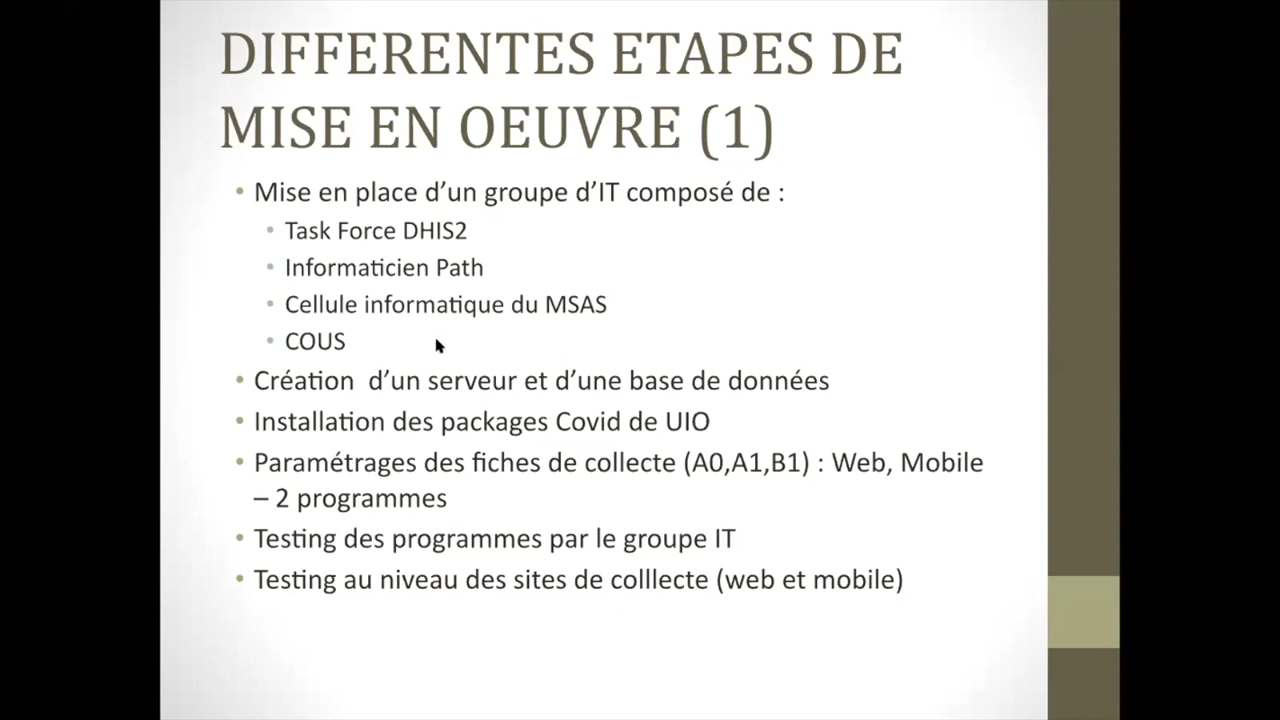 DIFFERENTES ETAPES DE
MISE EN OEUVRE (1)
• Mise en place d’un groupe d’IT composé de :
• Task Force DHIS2
• Informaticien Path
• Cellule informatique du MSAS
• COUS
• Création d’un serveur et d’une base de données
• Installation des packages Covid de UIO
• Paramétrages des fiches de collecte (A0,A1,B1) : Web, Mobile
– 2 programmes
• Testing des programmes par le groupe IT
• Testing au niveau des sites de colllecte (web et mobile)